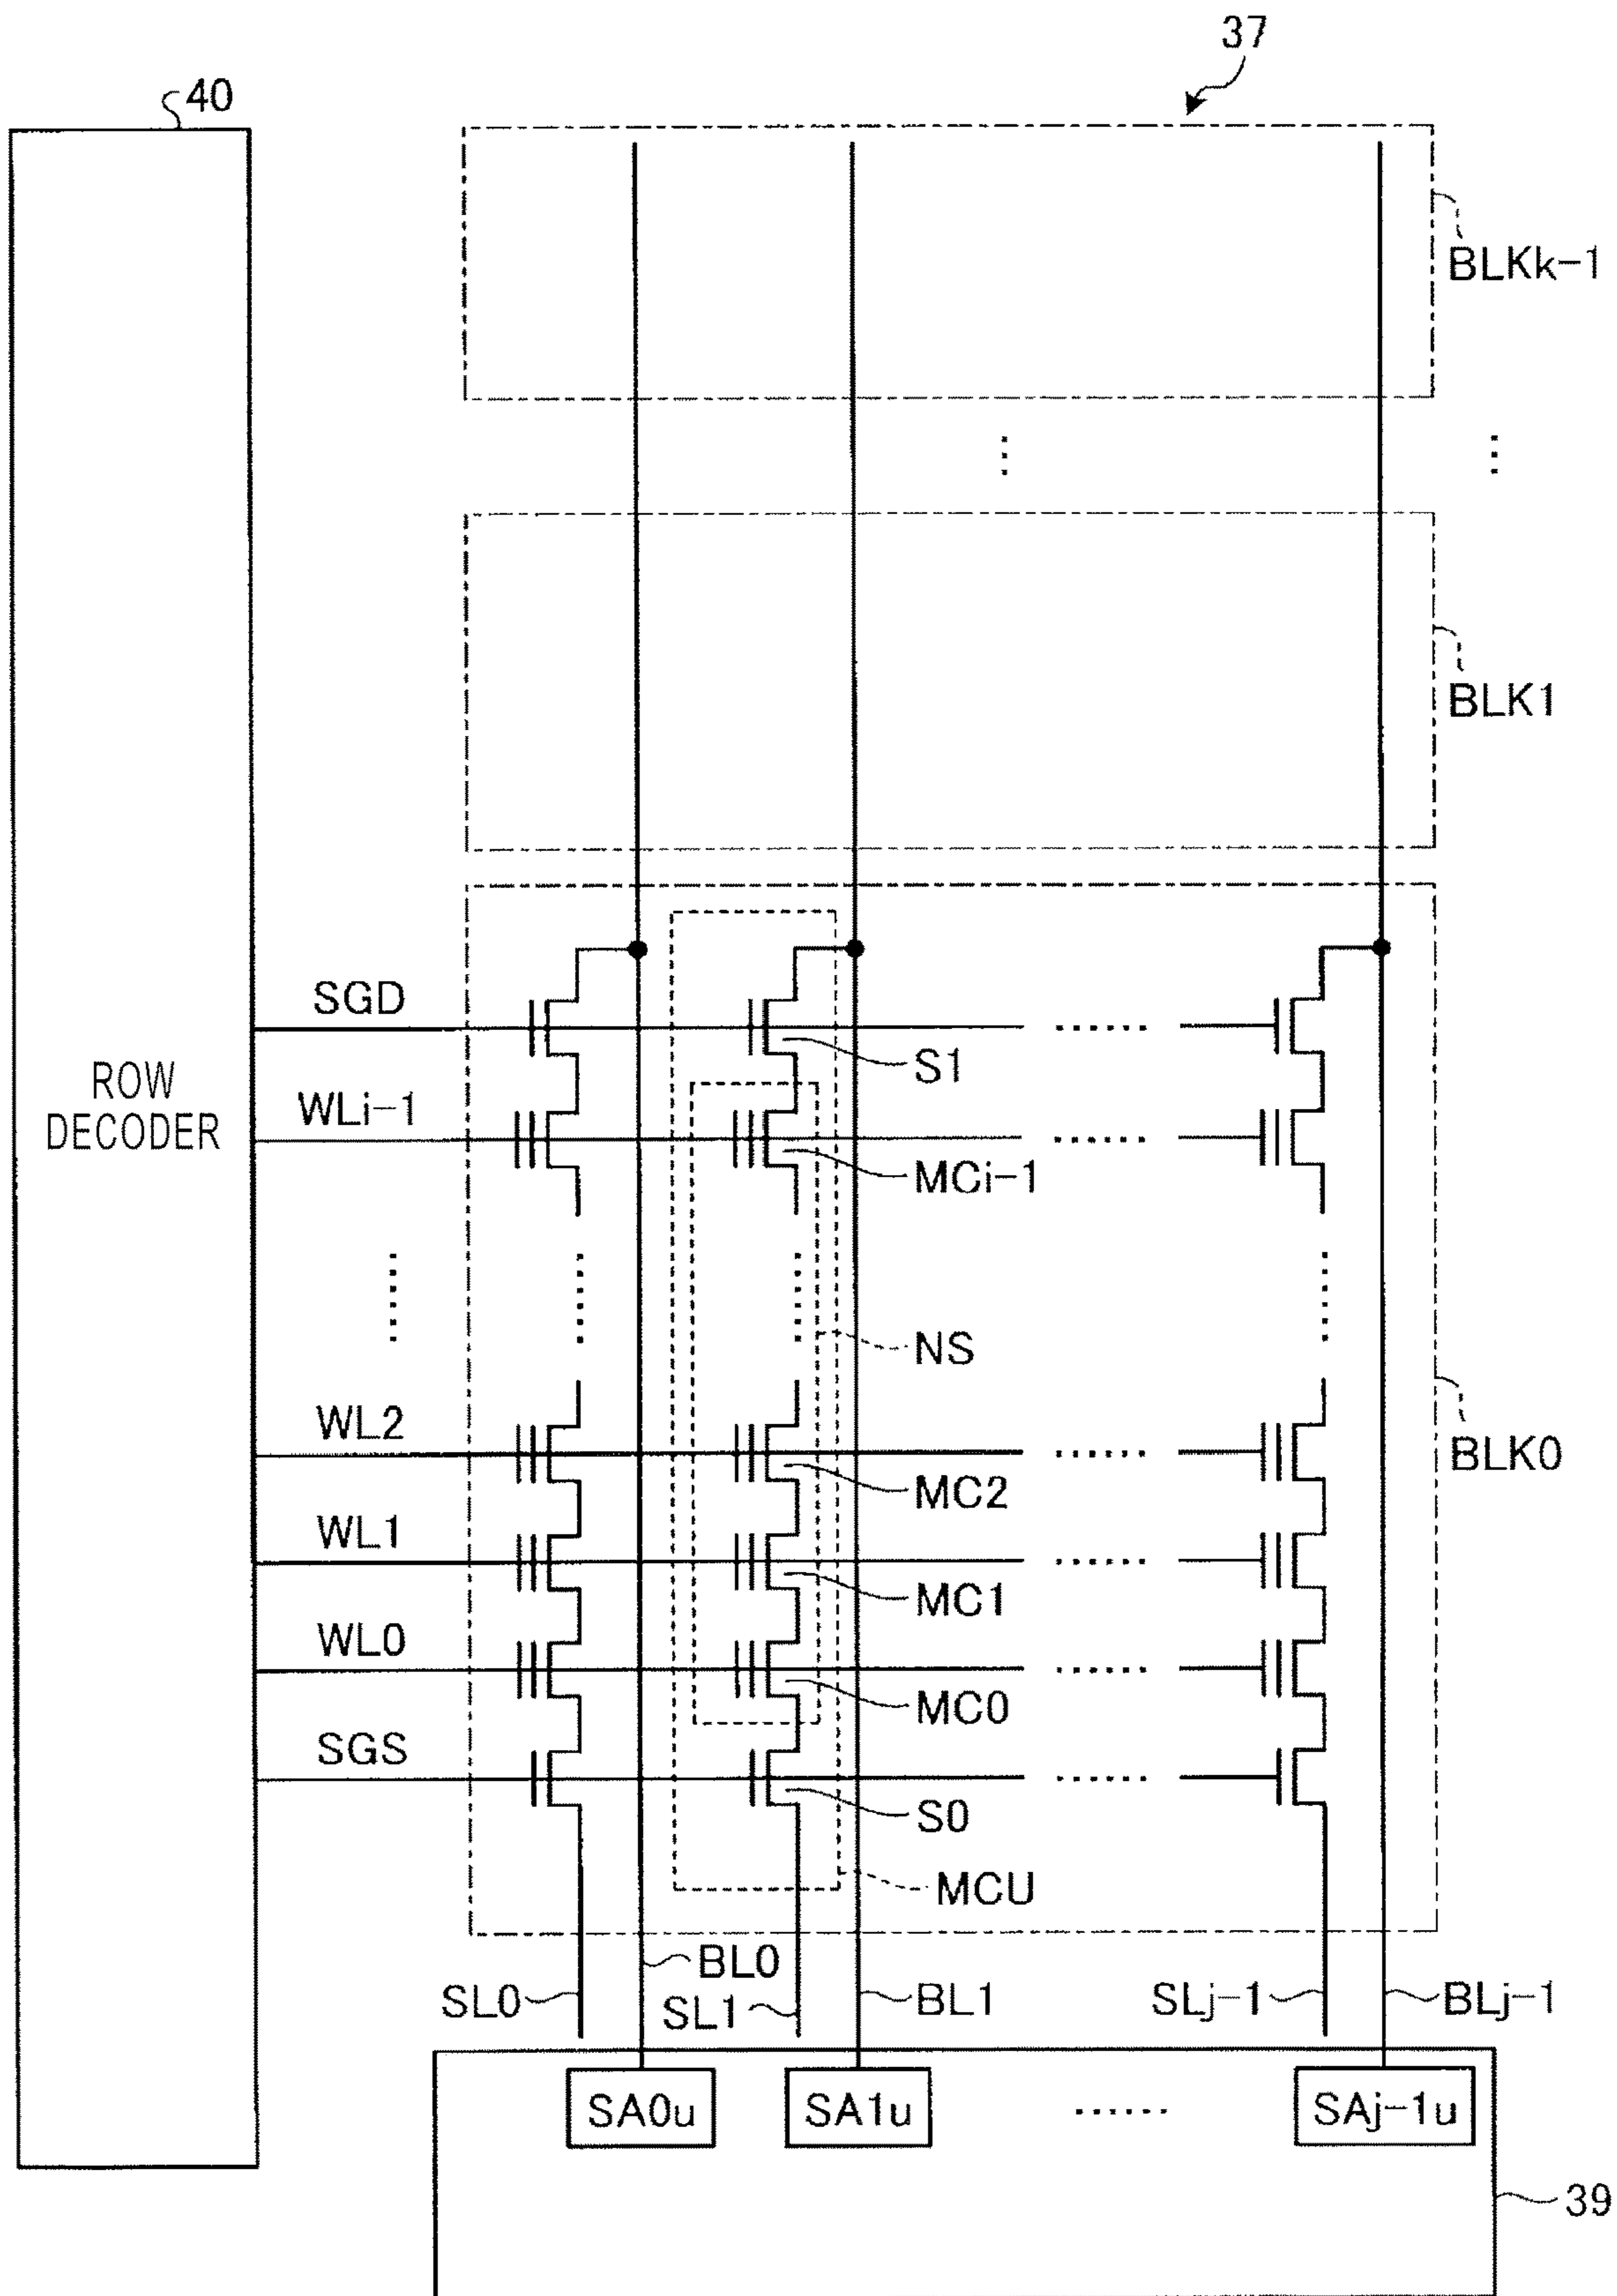 37
40
BLKk-1
BLK1
SGD
S1
ROW
DECODER
WLi-1
MCi-1
NS
WL2
BLK0
MC2
WL1
MC1
WL0
MC0
SGS
S0
MCU
BL0
SL0
SL1
BL1
SLj-1
BLj-1
SA0u
SA1u
SAj-1u
39